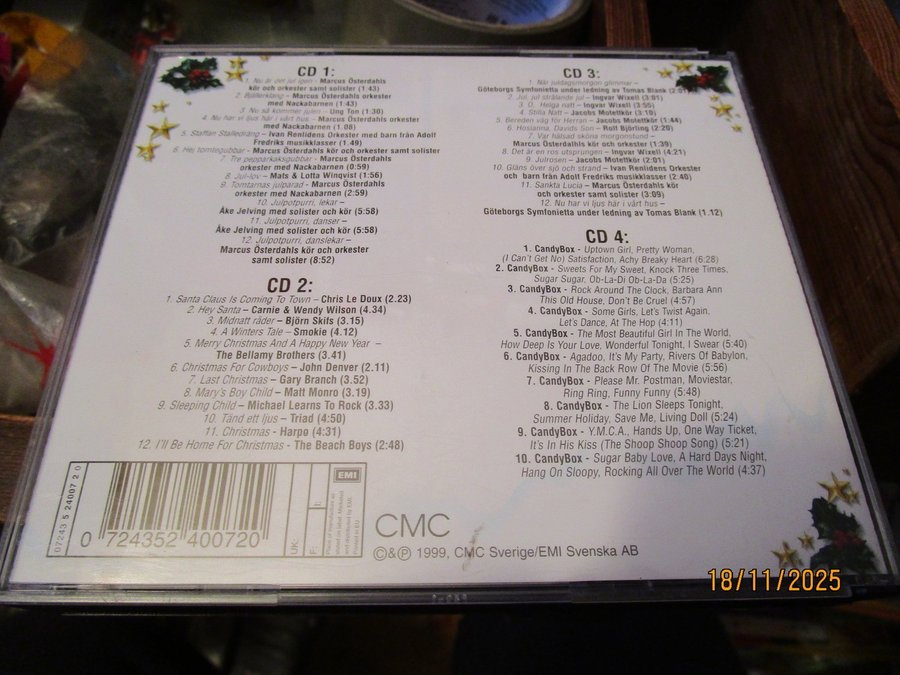 CD 1:
1. Nu är det jul igen – Marcus Österdahls
kör och orkester samt solister (1:43)
2. Bjällerklang – Marcus Österdahls orkester
med Nackabarnen (1:43)
3. Nu så kommer julen – Ung Ton (1:30)
4. Nu har vi ljus här i vårt hus – Marcus Österdahls orkester
med Nackabarnen (1.08)
5. Staffan Stalledräng – Ivan Renlidens Orkester med barn från Adolf
Fredriks musikklasser (1.49)
6. Hej tomtegubbar – Marcus Österdahls kör och orkester samt solister
7. Tre pepparkaksgubbar – Marcus Österdahls
orkester med Nackabarnen (0:59)
8. Jul-lov – Mats & Lotta Winqvist (1:56)
9. Tomtarnas julparad – Marcus Österdahls
orkester med Nackabarnen (2:59)
10. Julpotpurri, lekar –
Åke Jelving med solister och kör (5:58)
11. Julpotpurri, danser –
Åke Jelving med solister och kör (5:58)
12. Julpotpurri, danslekar –
Marcus Österdahls kör och orkester
samt solister (8:52)
CD 2:
1. Santa Claus Is Coming To Town – Chris Le Doux (2.23)
2. Hey Santa – Carnie & Wendy Wilson (4.34)
3. Midnatt råder – Björn Skifs (3.15)
4. A Winters Tale – Smokie (4.12)
5. Merry Christmas And A Happy New Year –
The Bellamy Brothers (3.41)
6. Christmas For Cowboys – John Denver (2.11)
7. Last Christmas – Gary Branch (3.52)
8. Mary's Boy Child – Matt Monro (3.19)
9. Sleeping Child – Michael Learns To Rock (3.33)
10. Tänd ett ljus – Triad (4:50)
11. Christmas - Harpo (4:31)
12. I'll Be Home For Christmas - The Beach Boys (2:48)
CD 3:
1. När juldagsmorgon glimmar –
Göteborgs Symfonietta under ledning av Tomas Blank (2:01)
2. Jul, jul strålande jul – Ingvar Wixell (3:01)
3. O, Helga natt – Ingvar Wixell (3:55)
4. Stilla Natt – Jacobs Motettkör (3:10)
5. Bereden väg för Herran – Jacobs Motettkör (1:44)
6. Hosianna, Davids Son – Rolf Björling (2:20)
7. Var hälsad sköna morgonstund –
Marcus Österdahls kör och orkester (1:39)
8. Det är en ros utsprungen – Ingvar Wixell (4:21)
9. Julrosen – Jacobs Motettkör (2:01)
10. Gläns över sjö och strand – Ivan Renlidens Orkester
och barn från Adolf Fredriks musikklasser (2:40)
11. Sankta Lucia – Marcus Österdahls kör
och orkester samt solister (3:09)
12. Nu har vi ljus här i vårt hus –
Göteborgs Symfonietta under ledning av Tomas Blank (1.12)
CD 4:
1. CandyBox - Uptown Girl, Pretty Woman,
(I Can't Get No) Satisfaction, Achy Breaky Heart (6:28)
2. CandyBox - Sweets For My Sweet, Knock Three Times,
Sugar Sugar, Ob-La-Di Ob-La-Da (5:25)
3. CandyBox - Rock Around The Clock, Barbara Ann
This Old House, Don't Be Cruel (4:57)
4. CandyBox - Some Girls, Let's Twist Again,
Let's Dance, At The Hop (4:11)
5. CandyBox - The Most Beautiful Girl In The World,
How Deep Is Your Love, Wonderful Tonight, I Swear (5:40)
6. CandyBox - Agadoo, It's My Party, Rivers Of Babylon,
Kissing In The Back Row Of The Movie (5:56)
7. CandyBox - Please Mr. Postman, Moviestar,
Ring Ring, Funny Funny (5:48)
8. CandyBox - The Lion Sleeps Tonight,
Summer Holiday, Save Me, Living Doll (5:24)
9. CandyBox - Y.M.C.A., Hands Up, One Way Ticket,
It's In His Kiss (The Shoop Shoop Song) (5:21)
10. CandyBox - Sugar Baby Love, A Hard Days Night,
Hang On Sloopy, Rocking All Over The World (4:37)
07243 5 24007 2 0
0 724352 400720
UK:
F:
EMI
CMC
©&℗ 1999, CMC Sverige/EMI Svenska AB
18/11/2025